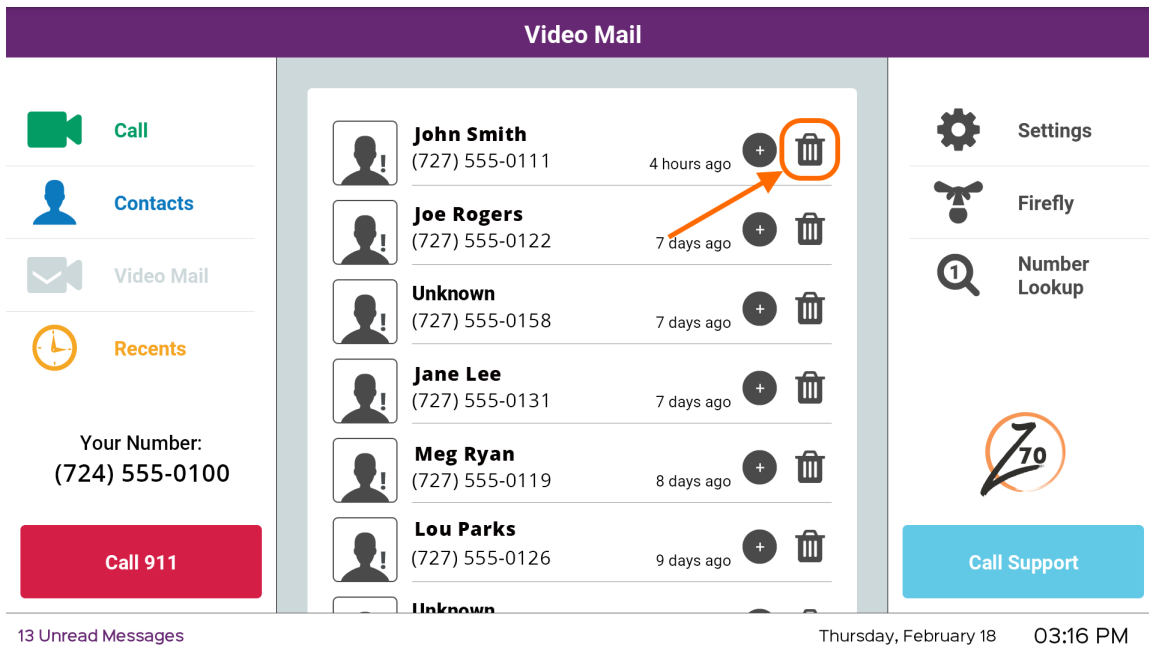 Video Mail
Call
Contacts
Video Mail
Recents
Your Number:
(724) 555-0100
Call 911
John Smith
(727) 555-0111
4 hours ago
Joe Rogers
(727) 555-0122
7 days ago
Unknown
(727) 555-0158
7 days ago
Jane Lee
(727) 555-0131
7 days ago
Meg Ryan
(727) 555-0119
8 days ago
Lou Parks
(727) 555-0126
9 days ago
Unknown
Settings
Firefly
1
Number
Lookup
Z70
Call Support
13 Unread Messages
Thursday, February 18
03:16 PM